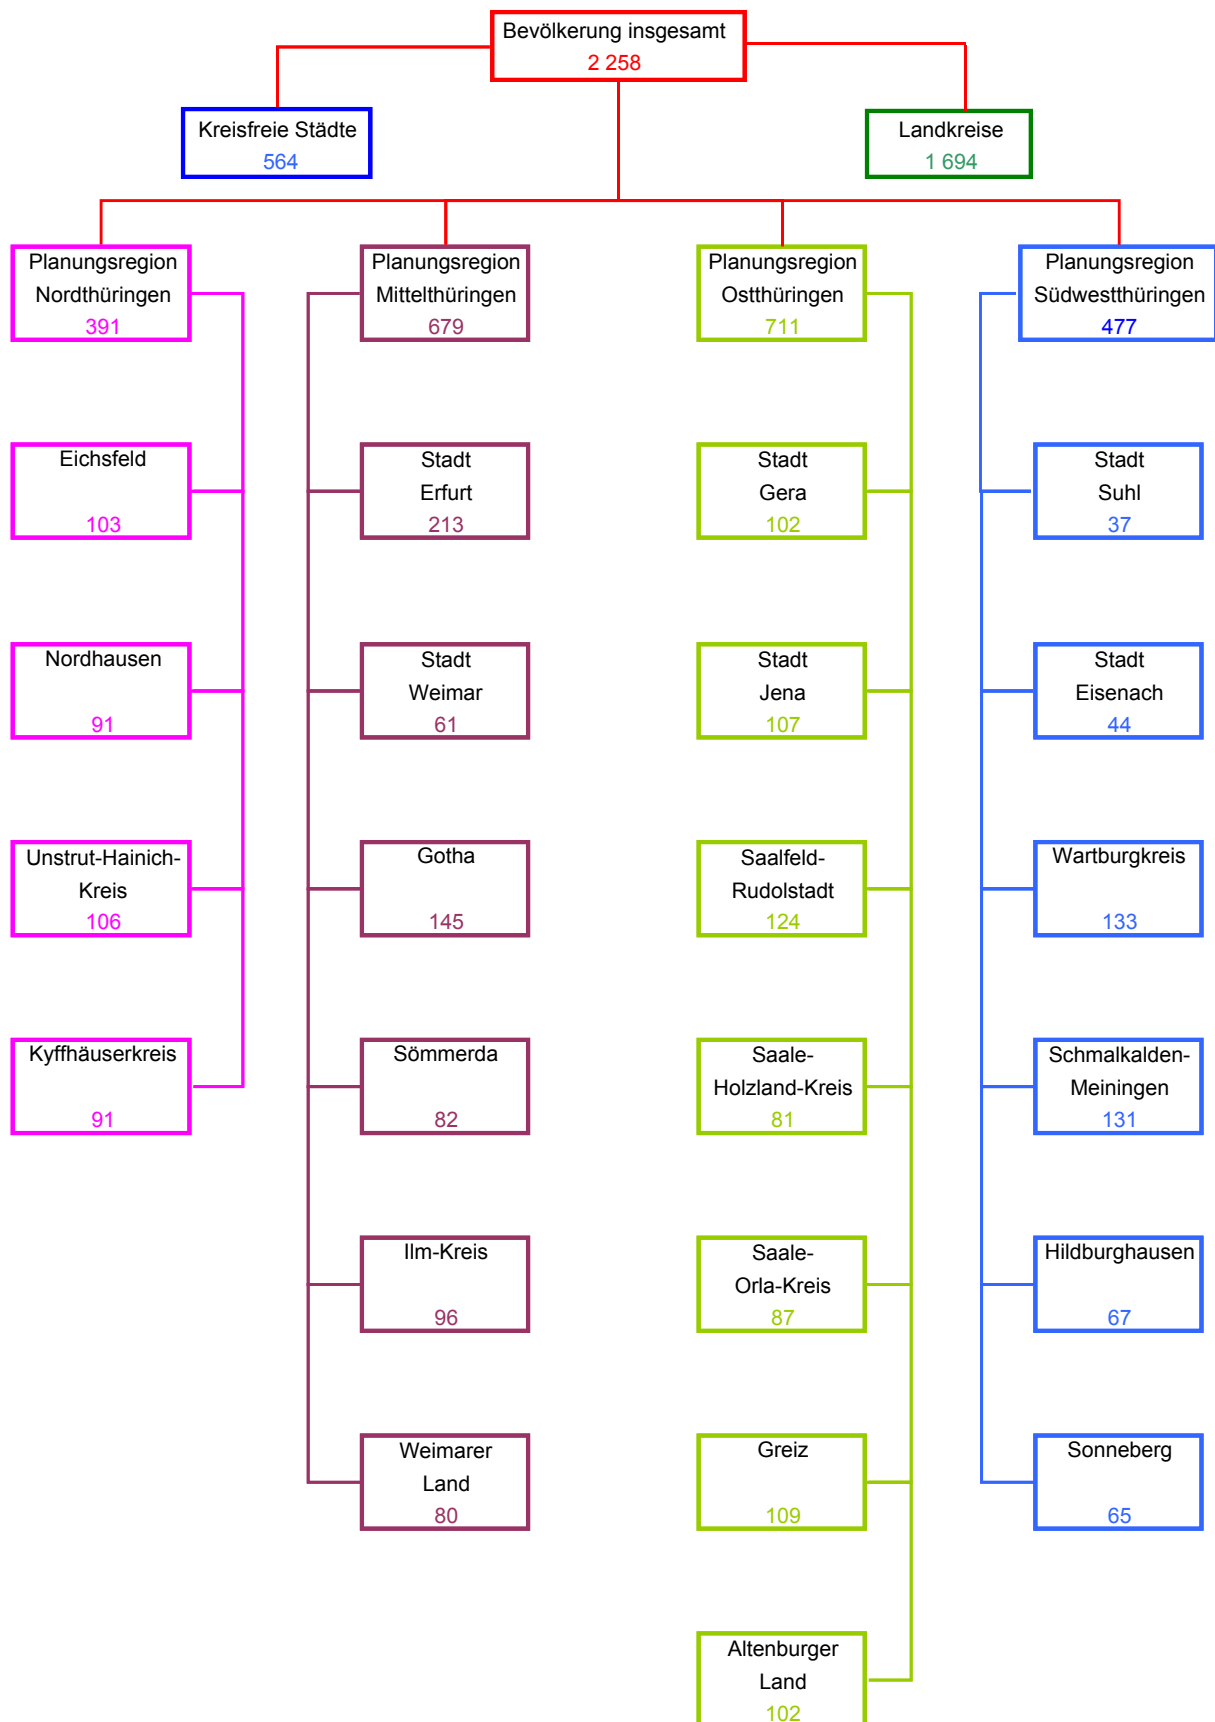 Bevölkerung insgesamt
2 258
Kreisfreie Städte
564
Landkreise
1 694
Planungsregion
Nordthüringen
391
Eichsfeld
103
Nordhausen
91
Unstrut-Hainich-
Kreis
106
Kyffhäuserkreis
91
Planungsregion
Mittelthüringen
679
Stadt
Erfurt
213
Stadt
Weimar
61
Gotha
145
Sömmerda
82
Ilm-Kreis
96
Weimarer
Land
80
Planungsregion
Ostthüringen
711
Stadt
Gera
102
Stadt
Jena
107
Saalfeld-
Rudolstadt
124
Saale-
Holzland-Kreis
81
Saale-
Orla-Kreis
87
Greiz
109
Altenburger
Land
102
Planungsregion
Südwestthüringen
477
Stadt
Suhl
37
Stadt
Eisenach
44
Wartburgkreis
133
Schmalkalden-
Meiningen
131
Hildburghausen
67
Sonneberg
65